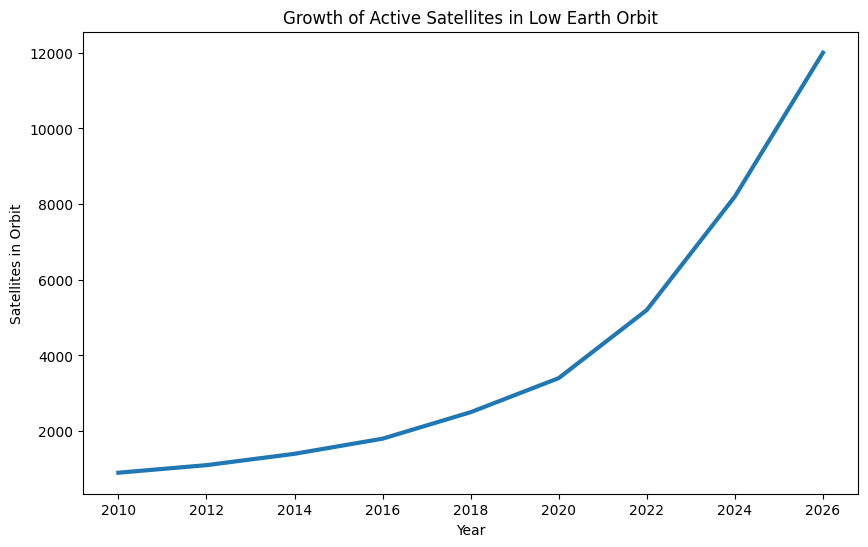 Growth of Active Satellites in Low Earth Orbit
12000
10000
8000
6000
4000
2000
Satellites in Orbit
2010 2012 2014 2016 2018 2020 2022 2024 2026
Year